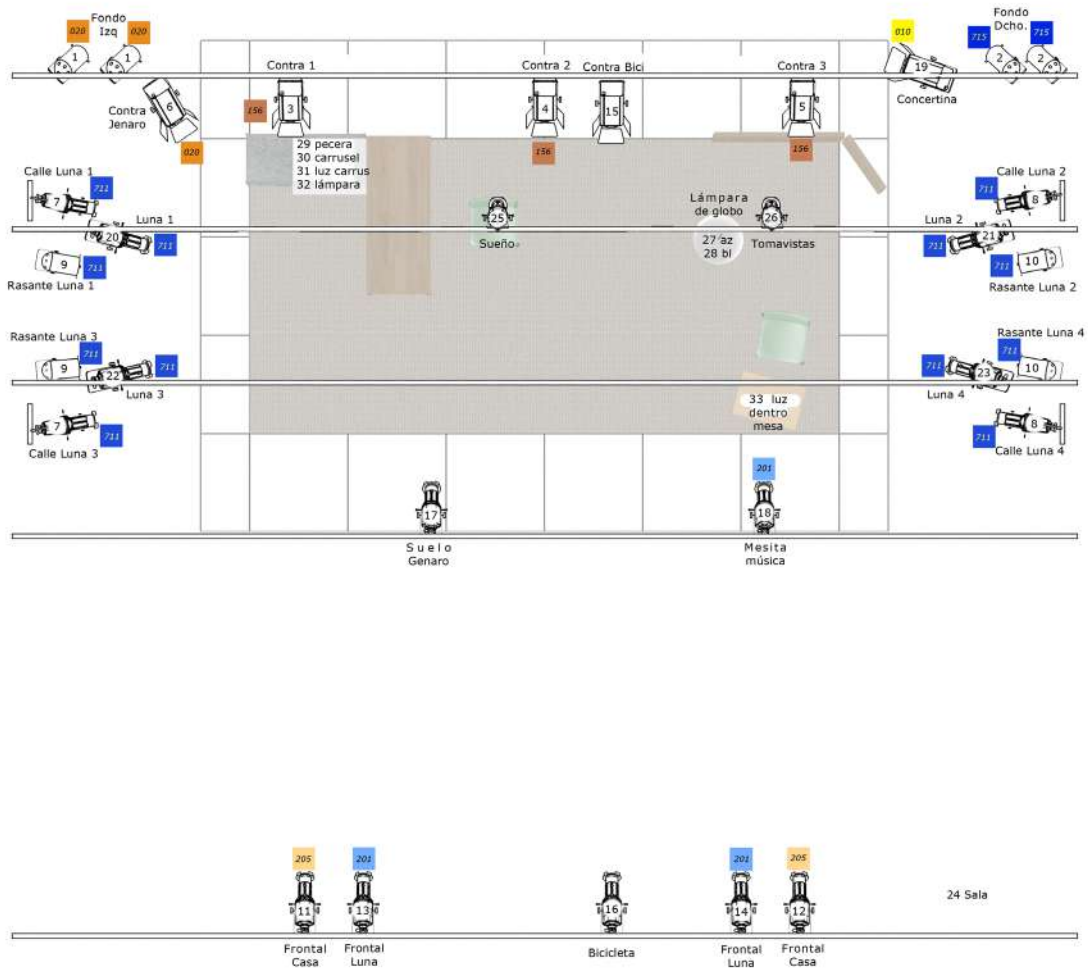 Fondo
Izq
020
020
1
1
Contra
Jenaro
6
020
Contra 1
156
3
Contra 2
4
156
Contra Bici
15
Contra 3
5
156
010
19
Concertina
Fondo
Dcho.
715
715
2
2
29 pecera
30 carrusel
31 luz carrus
32 lámpara
Calle Luna 1
711
7
Luna 1
20
711
9
711
Rasante Luna 1
25
Sueño
Lámpara
de globo
27 az
28 bl
26
Tomavistas
Calle Luna 2
711
8
Luna 2
21
711
711
10
Rasante Luna 2
Rasante Luna 3
9
711
22
711
Luna 3
7
711
Calle Luna 3
33 luz
dentro
mesa
Rasante Luna 4
711
10
711
23
Luna 4
8
711
Calle Luna 4
17
Suelo
Genaro
201
18
Mesita
música
205
11
Frontal
Casa
201
13
Frontal
Luna
16
Bicicleta
201
14
Frontal
Luna
205
12
Frontal
Casa
24 Sala